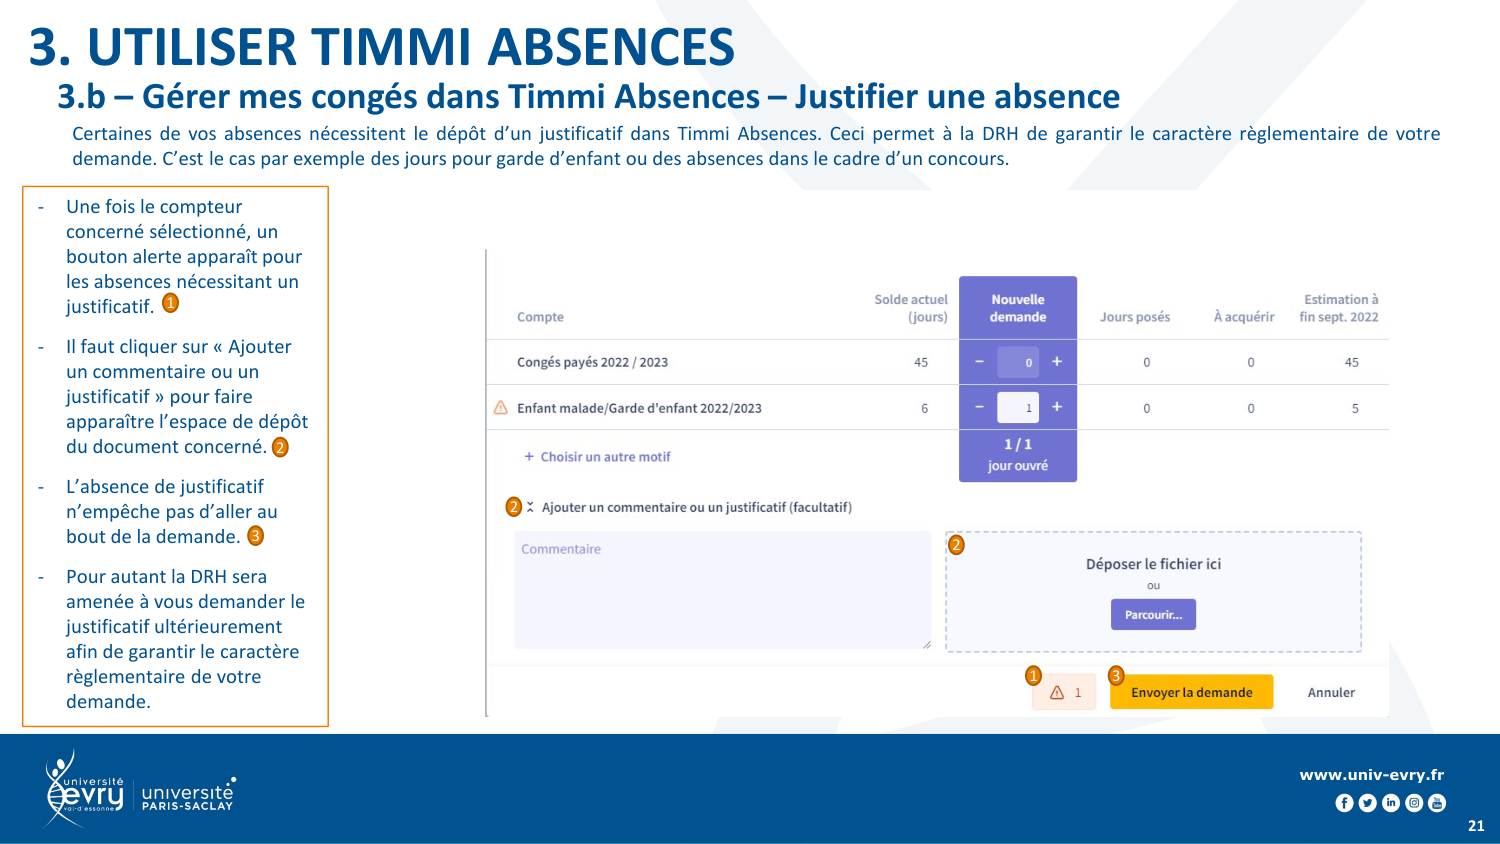 3. UTILISER TIMMI ABSENCES
3.b – Gérer mes congés dans Timmi Absences – Justifier une absence
Certaines de vos absences nécessitent le dépôt d’un justificatif dans Timmi Absences. Ceci permet à la DRH de garantir le caractère règlementaire de votre
demande. C’est le cas par exemple des jours pour garde d’enfant ou des absences dans le cadre d’un concours.
- Une fois le compteur
concerné sélectionné, un
bouton alerte apparaît pour
les absences nécessitant un
justificatif. 1
- Il faut cliquer sur « Ajouter
un commentaire ou un
justificatif » pour faire
apparaître l’espace de dépôt
du document concerné. 2
- L’absence de justificatif
n’empêche pas d’aller au
bout de la demande. 3
- Pour autant la DRH sera
amenée à vous demander le
justificatif ultérieurement
afin de garantir le caractère
règlementaire de votre
demande.
Compte Solde actuel (jours) Nouvelle demande Jours posés À acquérir Estimation à fin sept. 2022
Congés payés 2022 / 2023 45 − 0 + 0 0 45
Enfant malade/Garde d'enfant 2022/2023 6 − 1 + 0 0 5
+ Choisir un autre motif 1 / 1
jour ouvré
2 Ajouter un commentaire ou un justificatif (facultatif)
Commentaire
2
Déposer le fichier ici
ou
Parcourir...
1 3
1 Envoyer la demande Annuler
université
evry
val-d'essonne
université
PARIS-SACLAY
www.univ-evry.fr
21